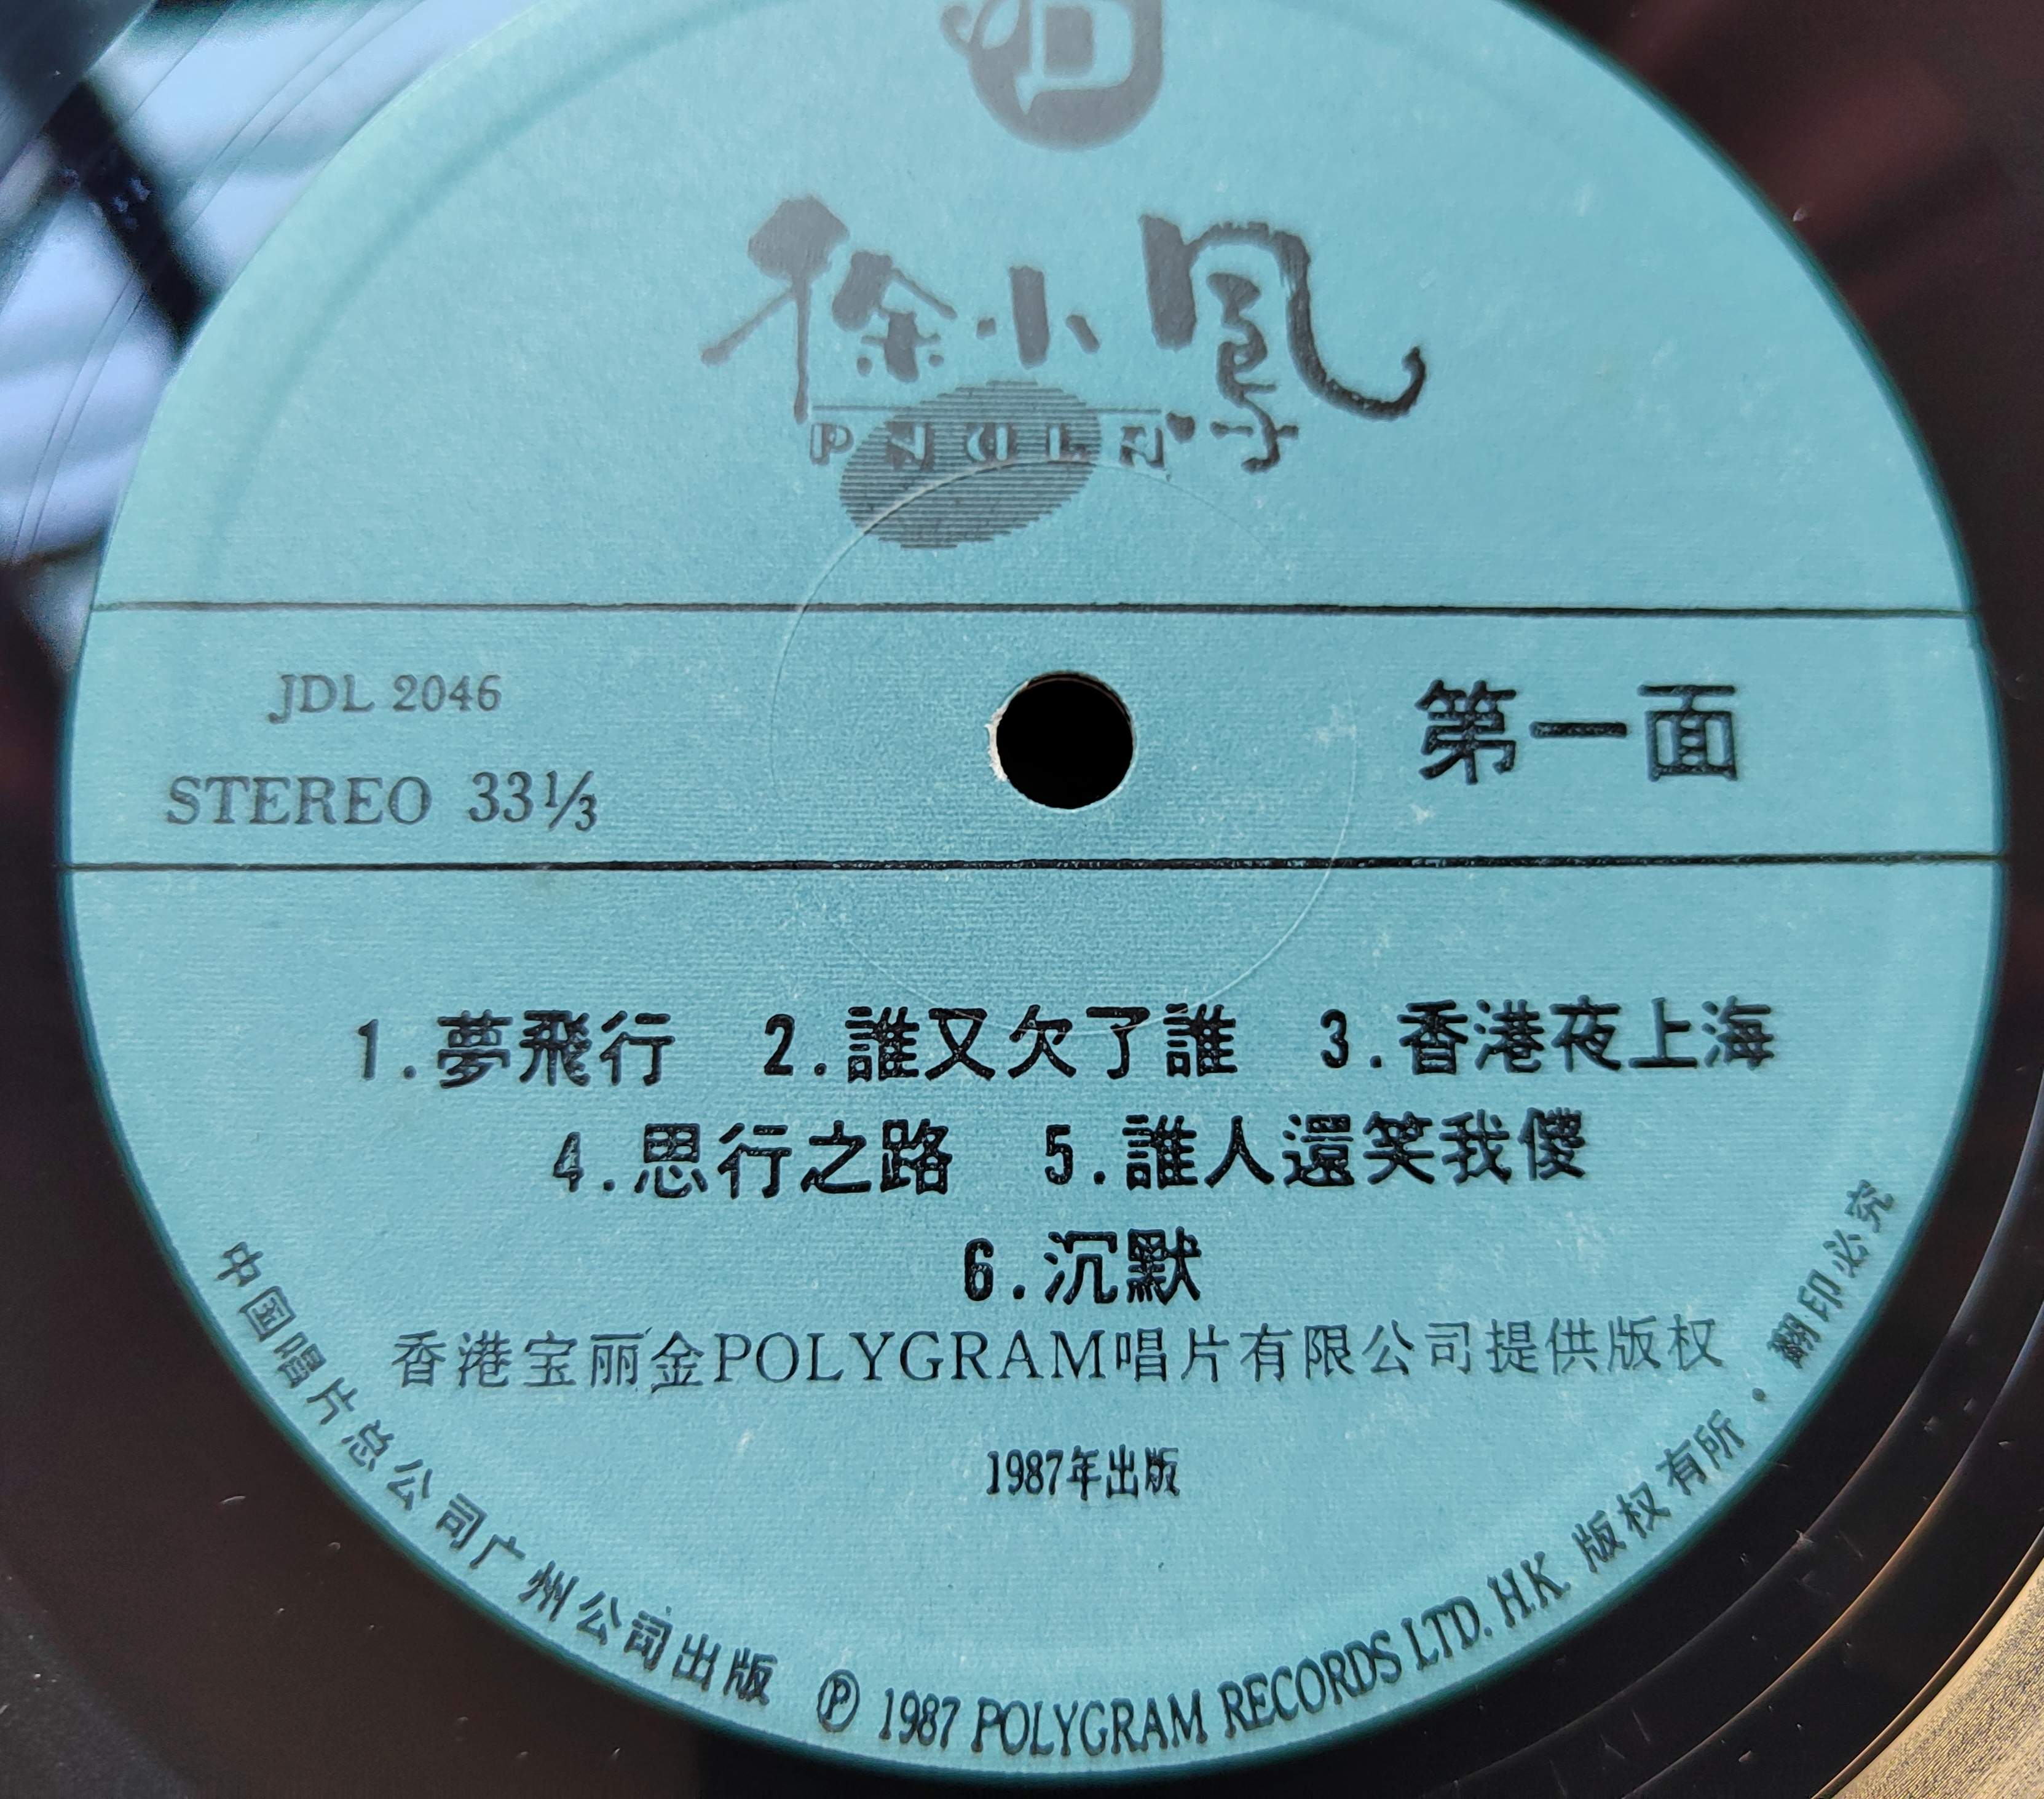 徐小鳳
PAULA
JDL 2046
STEREO 33⅓
第一面
1.夢飛行 2.誰又欠了誰 3.香港夜上海
4.思行之路 5.誰人還笑我傻
6.沉默
香港宝丽金POLYGRAM唱片有限公司提供版权
1987年出版
中国唱片总公司广州公司出版 Ⓟ 1987 POLYGRAM RECORDS LTD. H.K. 版权有所·翻印必究